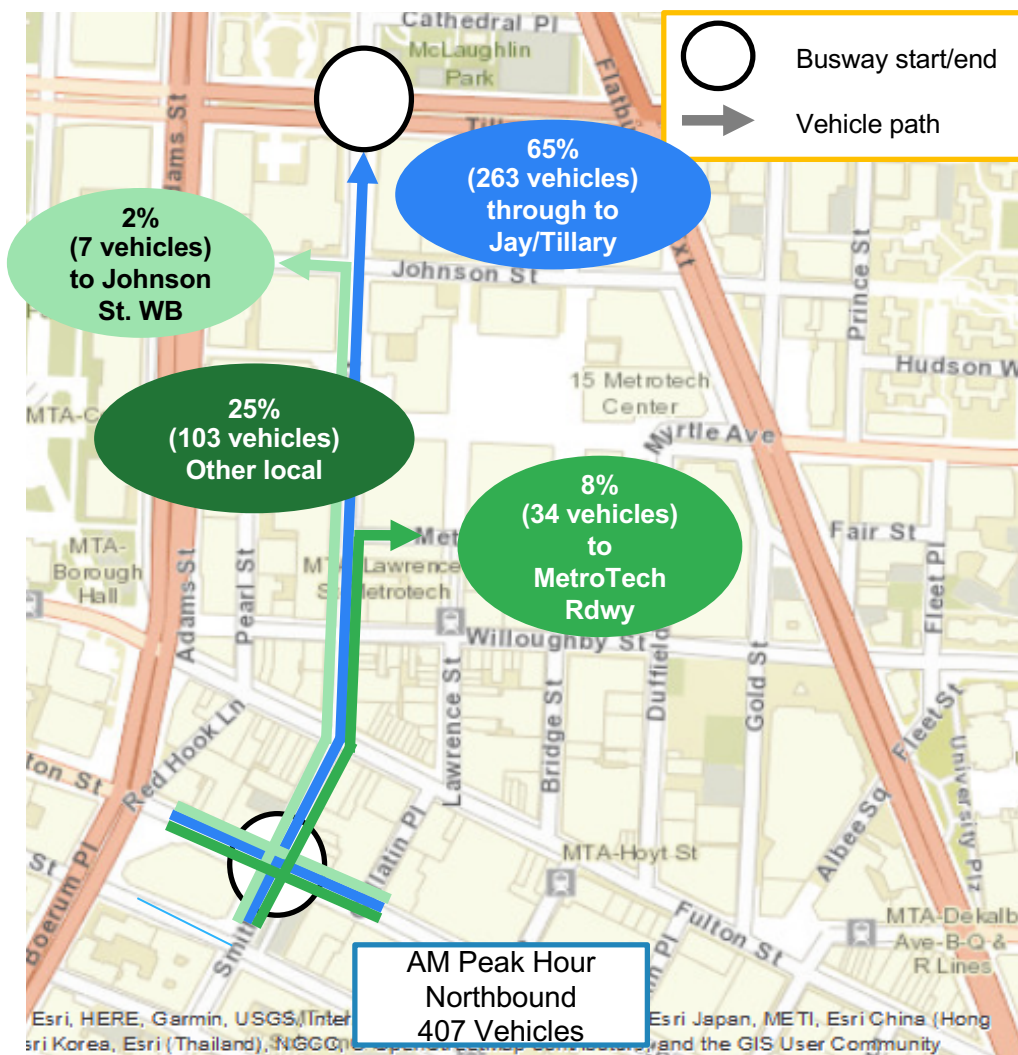 Cathedral Pl
McLaughlin
Park
Busway start/end
Vehicle path
Adams St
65%
(263 vehicles)
through to
Jay/Tillary
2%
(7 vehicles)
to Johnson
St. WB
Johnson St
Prince St
Hudson W
25%
(103 vehicles)
Other local
15 Metrotech
Center
Myrtle Ave
8%
(34 vehicles)
to
MetroTech
Rdwy
Fair St
Fleet Pl
MTA-
Borough
Hall
Adams St
Pearl St
Willoughby St
Lawrence St
Bridge St
Duffield
Gold St
Fleet St
University Plz
Red Hook Ln
ton St
Albee Sq
MTA-Hoyt St
Fulton St
MTA-Dekalb
Ave-B-Q &
R Lines
Boerum Pl
AM Peak Hour
Northbound
407 Vehicles
Esri, HERE, Garmin, USGS, Esri Japan, METI, Esri China (Hong
sri Korea, Esri (Thailand), NGCC, and the GIS User Community